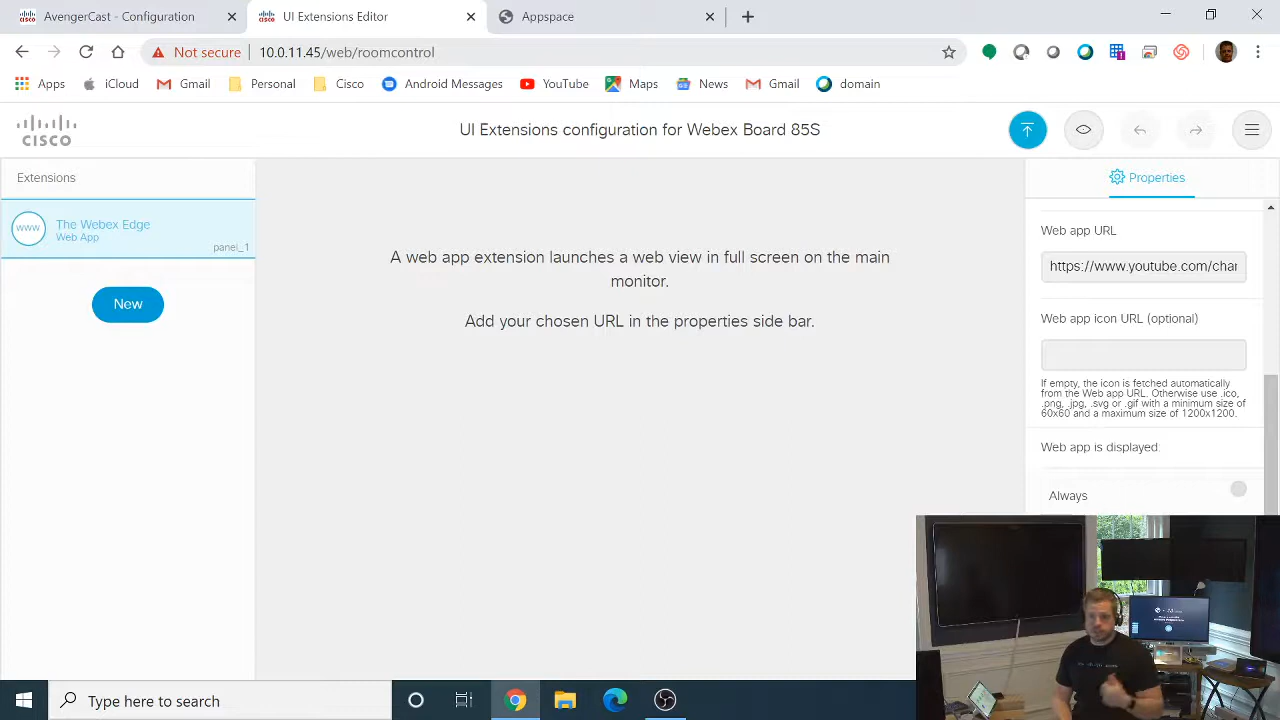 AvengerCast - Configuration
UI Extensions Editor
Appspace
Not secure
10.0.11.45/web/roomcontrol
Apps
iCloud
Gmail
Personal
Cisco
Android Messages
YouTube
Maps
News
Gmail
domain
CISCO
UI Extensions configuration for Webex Board 85S
Extensions
Properties
www
The Webex Edge
Web App
panel_1
New
A web app extension launches a web view in full screen on the main
monitor.
Add your chosen URL in the properties side bar.
Web app URL
https://www.youtube.com/char
Web app icon URL (optional)
If empty, the icon is fetched automatically
from the Web app URL. Otherwise use .ico,
.png, .jpg, .svg or .gif with a minimum size of
60x60 and a maximum size of 1200x1200.
Web app is displayed:
Always
Type here to search